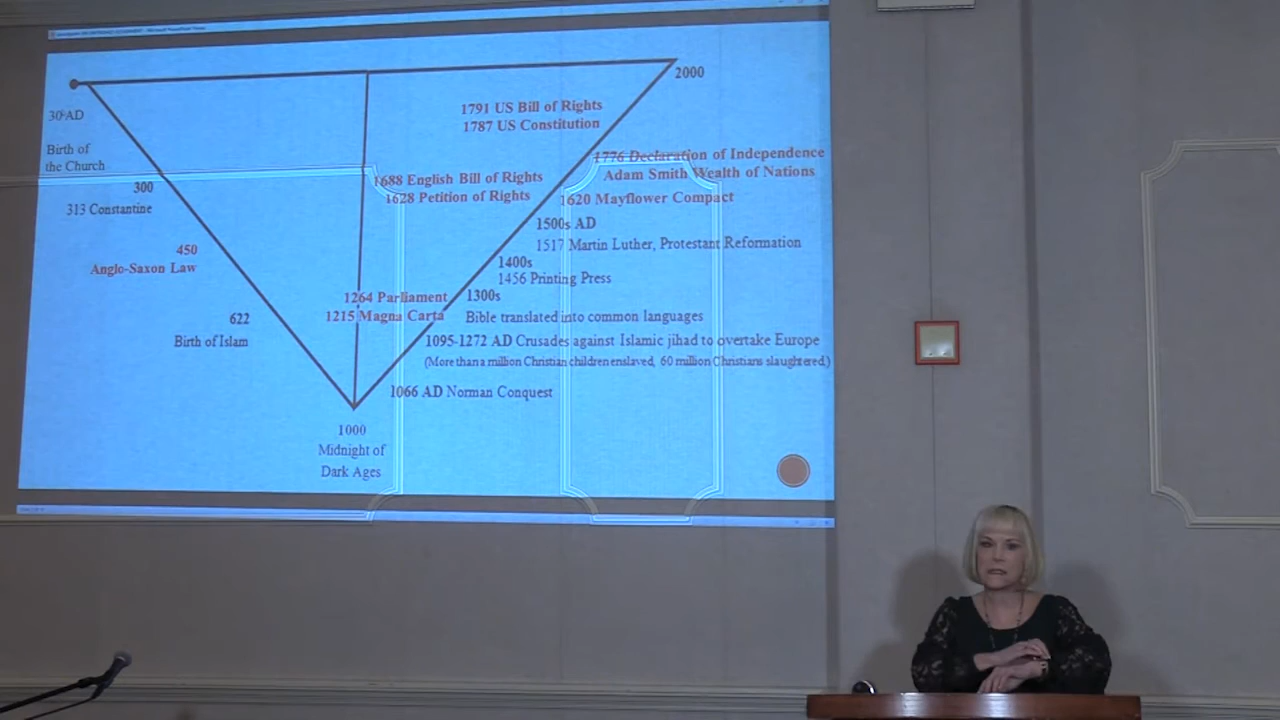 2000
30 AD
1791 US Bill of Rights
1787 US Constitution
Birth of
the Church
1776 Declaration of Independence
Adam Smith Wealth of Nations
300
1688 English Bill of Rights
1628 Petition of Rights
1620 Mayflower Compact
313 Constantine
1500s AD
1517 Martin Luther, Protestant Reformation
450
Anglo-Saxon Law
1400s
1456 Printing Press
1264 Parliament
1300s
1215 Magna Carta
Bible translated into common languages
622
Birth of Islam
1095-1272 AD Crusades against Islamic jihad to overtake Europe
(More than a million Christian children enslaved, 60 million Christians slaughtered)
1066 AD Norman Conquest
1000
Midnight of
Dark Ages